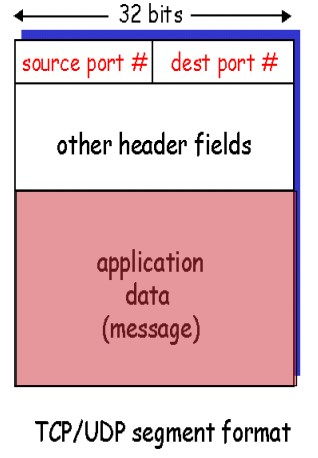 32 bits
source port # dest port #
other header fields
application
data
(message)
TCP/UDP segment format